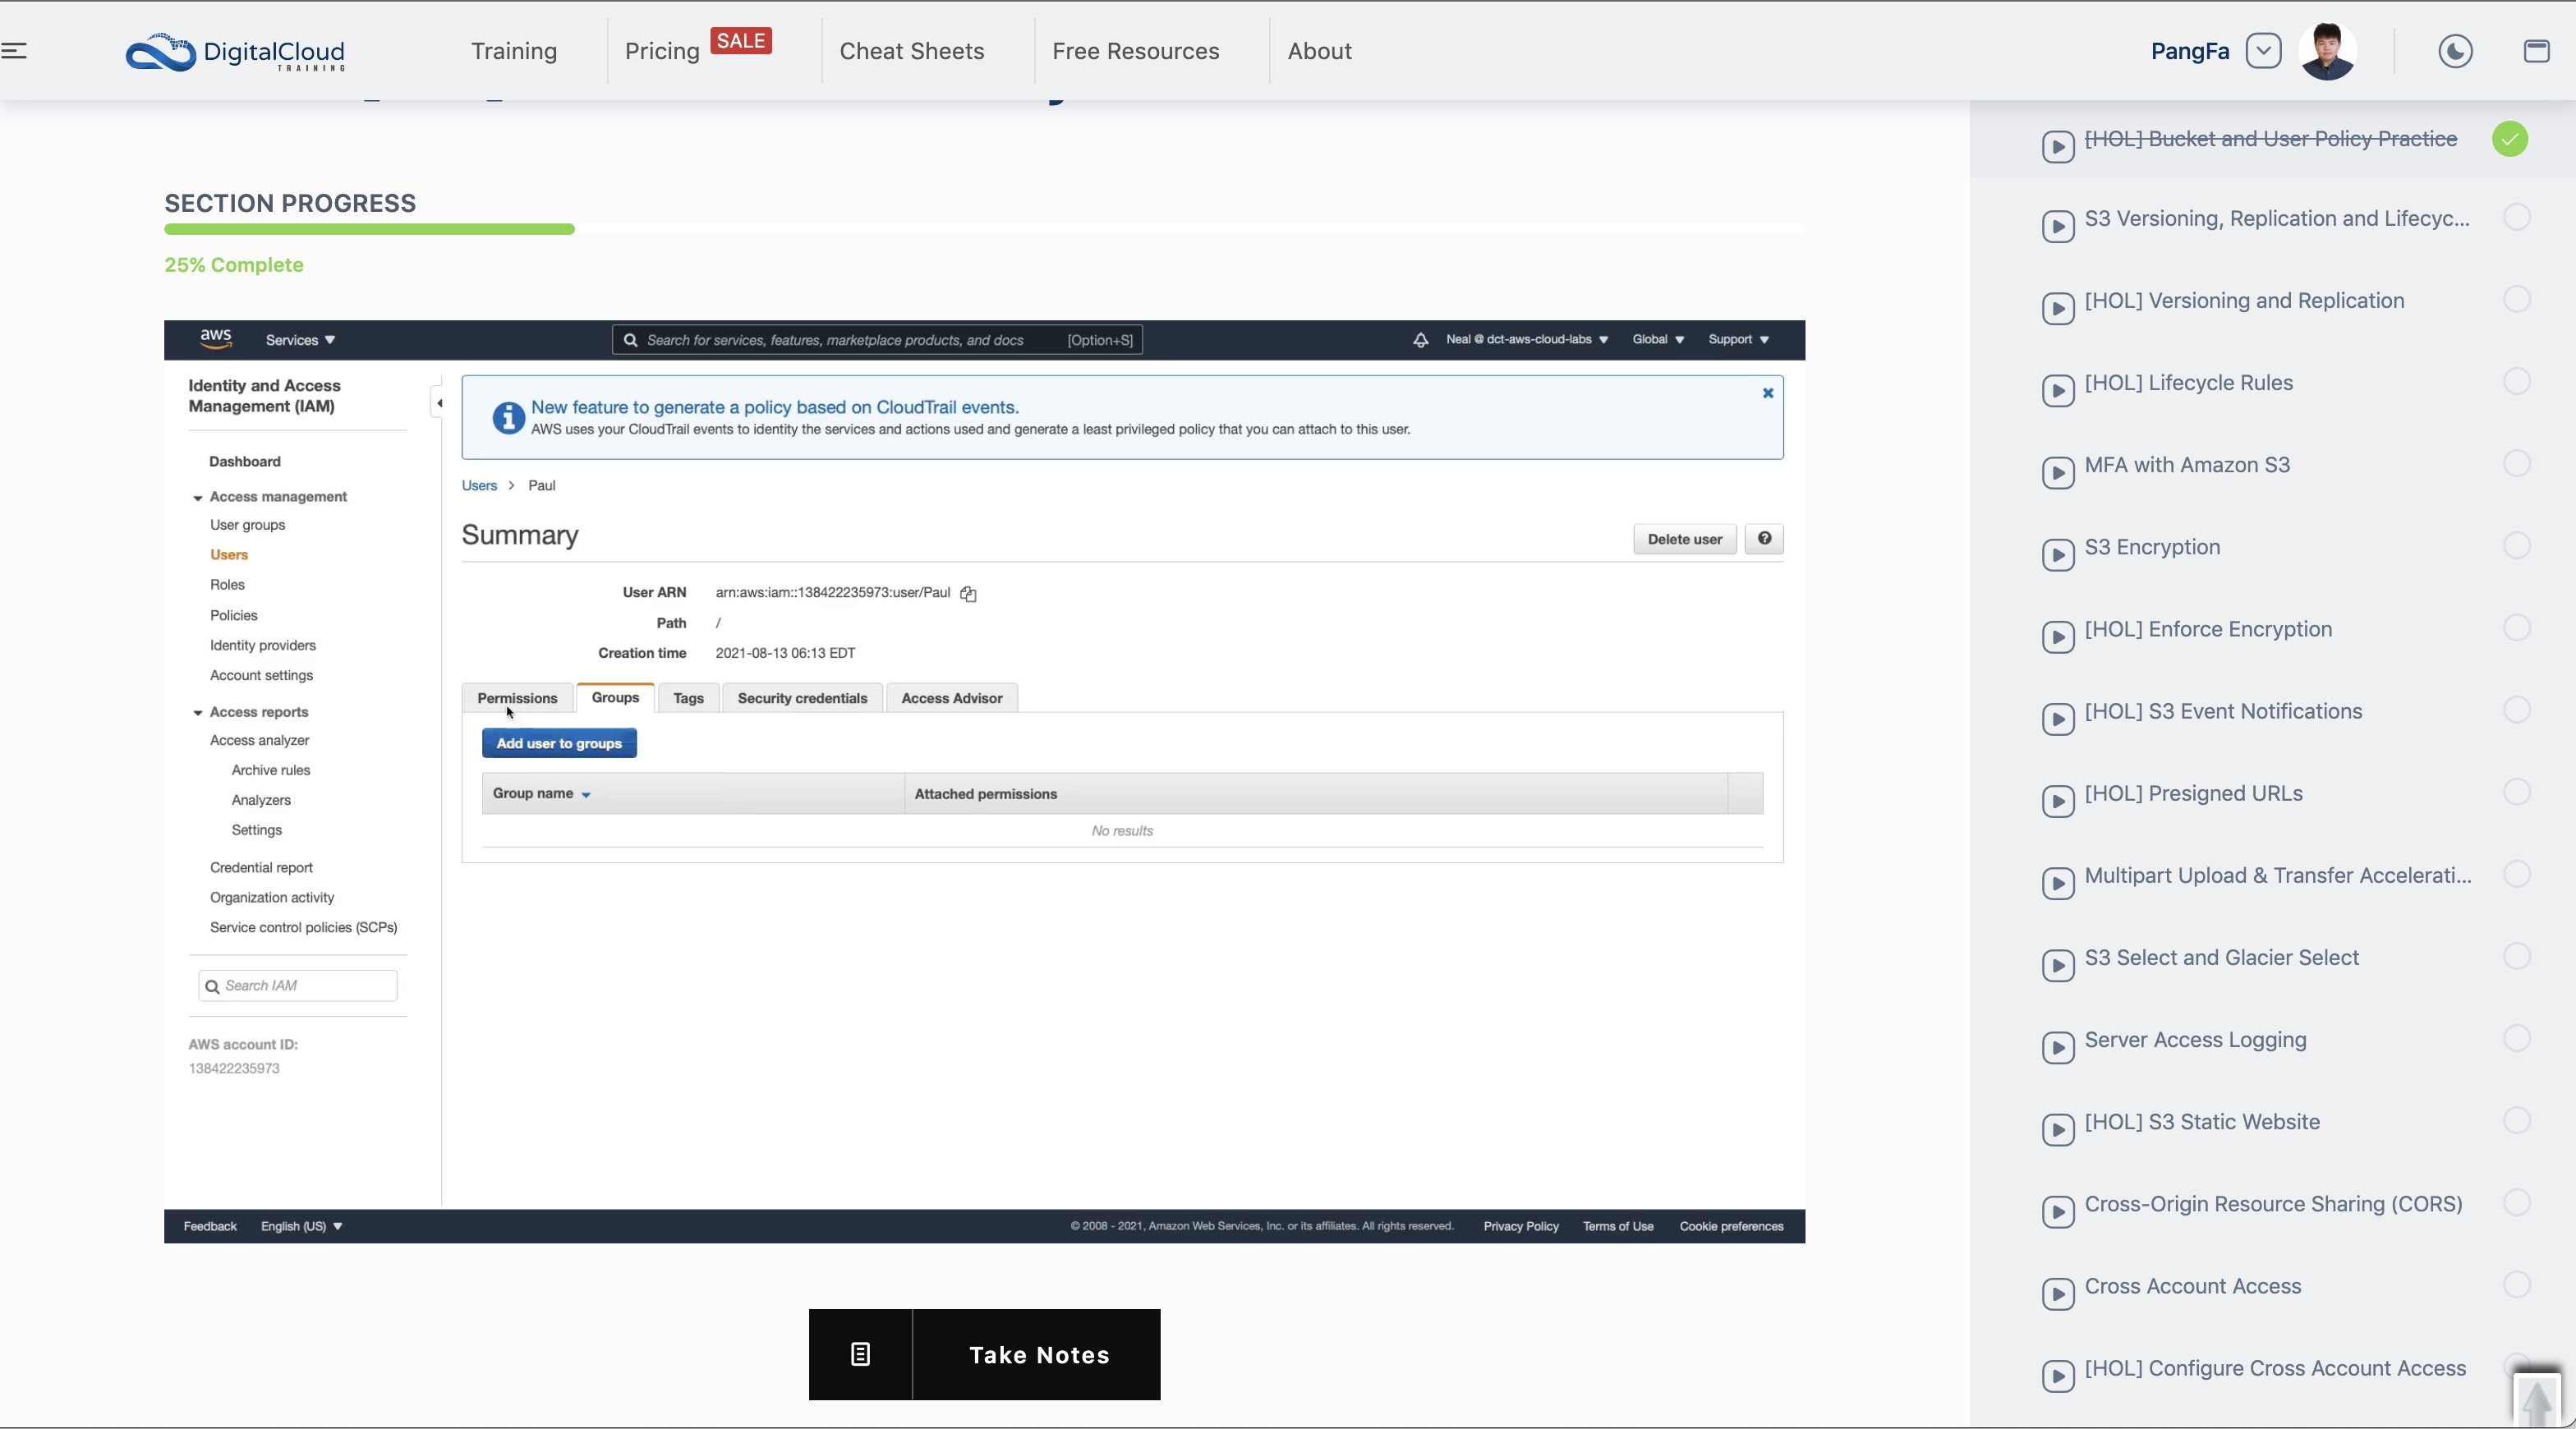 DigitalCloud
TRAINING
Training
Pricing
SALE
Cheat Sheets
Free Resources
About
PangFa
SECTION PROGRESS
25% Complete
aws
Services
Search for services, features, marketplace products, and docs
[Option+S]
Neal @ dct-aws-cloud-labs
Global
Support
Identity and Access
Management (IAM)
Dashboard
Access management
User groups
Users
Roles
Policies
Identity providers
Account settings
Access reports
Access analyzer
Archive rules
Analyzers
Settings
Credential report
Organization activity
Service control policies (SCPs)
Search IAM
AWS account ID:
138422235973
New feature to generate a policy based on CloudTrail events.
AWS uses your CloudTrail events to identity the services and actions used and generate a least privileged policy that you can attach to this user.
Users > Paul
Summary
Delete user
User ARN
arn:aws:iam::138422235973:user/Paul
Path
/
Creation time
2021-08-13 06:13 EDT
Permissions
Groups
Tags
Security credentials
Access Advisor
Add user to groups
Group name
Attached permissions
No results
Feedback
English (US)
© 2008 - 2021, Amazon Web Services, Inc. or its affiliates. All rights reserved.
Privacy Policy
Terms of Use
Cookie preferences
Take Notes
[HOL] Bucket and User Policy Practice
S3 Versioning, Replication and Lifecyc...
[HOL] Versioning and Replication
[HOL] Lifecycle Rules
MFA with Amazon S3
S3 Encryption
[HOL] Enforce Encryption
[HOL] S3 Event Notifications
[HOL] Presigned URLs
Multipart Upload & Transfer Accelerati...
S3 Select and Glacier Select
Server Access Logging
[HOL] S3 Static Website
Cross-Origin Resource Sharing (CORS)
Cross Account Access
[HOL] Configure Cross Account Access